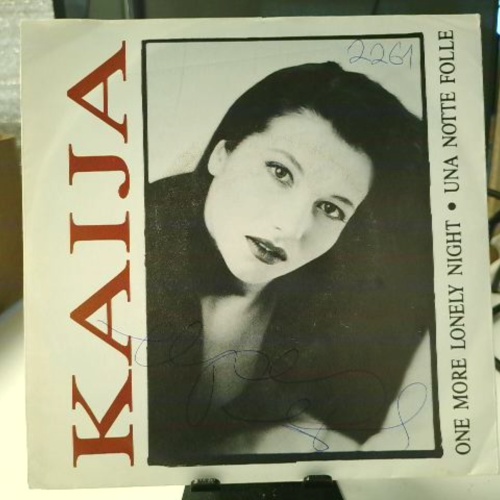 KAIJA
2261
ONE MORE LONELY NIGHT • UNA NOTTE FOLLE